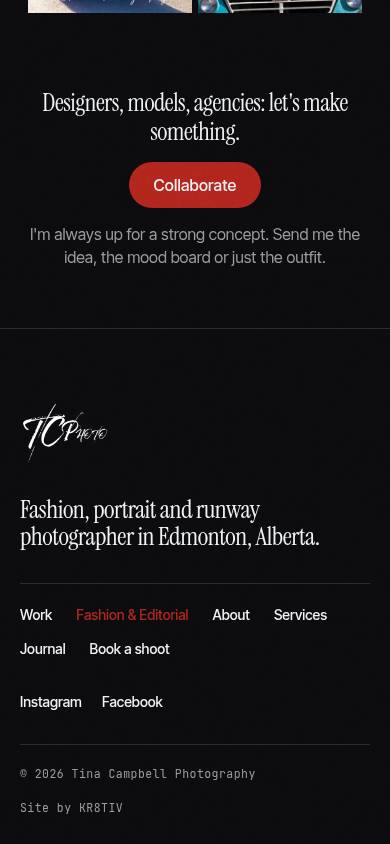 Designers, models, agencies: let's make
something.
Collaborate
I'm always up for a strong concept. Send me the
idea, the mood board or just the outfit.
TCPhoto
Fashion, portrait and runway
photographer in Edmonton, Alberta.
Work Fashion & Editorial About Services
Journal Book a shoot
Instagram Facebook
© 2026 Tina Campbell Photography
Site by KR8TIV